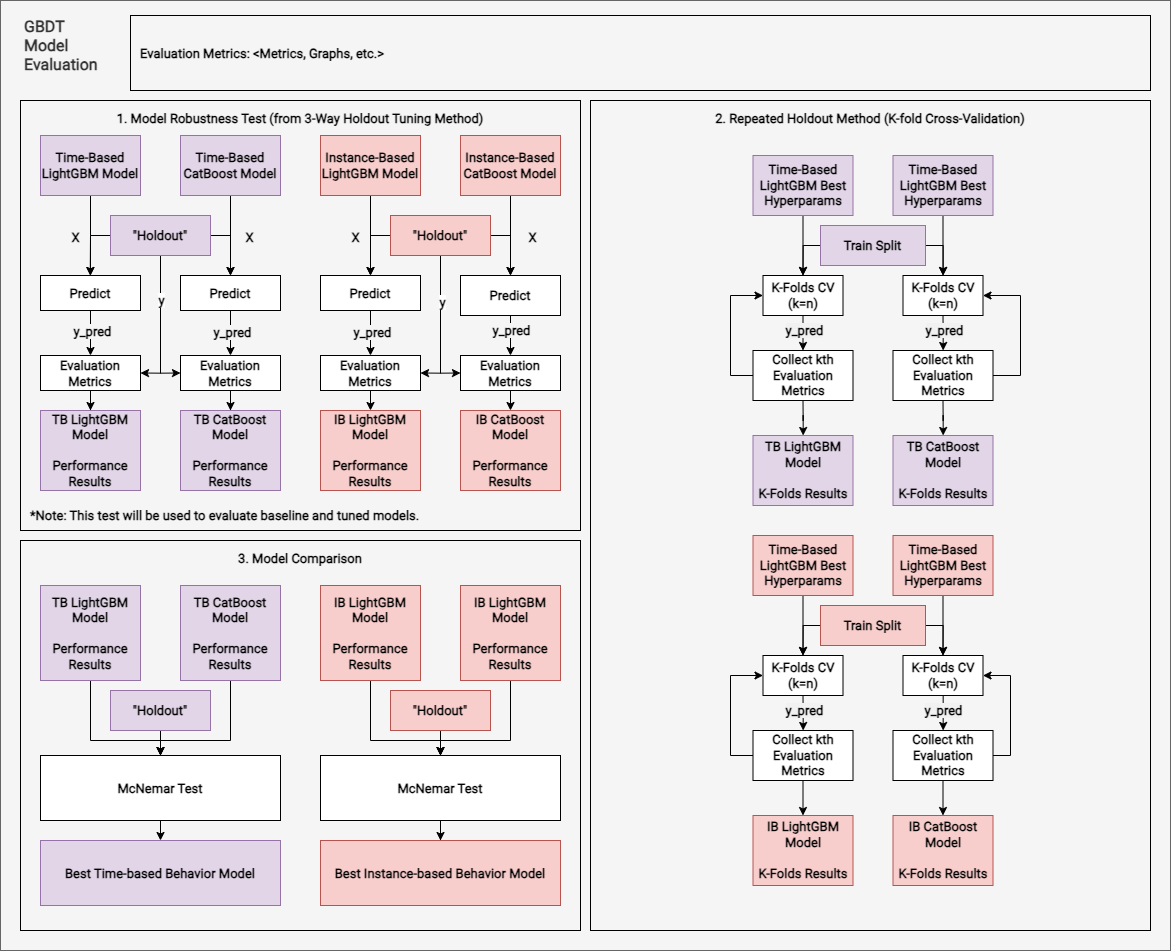 GBDT
Model
Evaluation
Evaluation Metrics: <Metrics, Graphs, etc.>
1. Model Robustness Test (from 3-Way Holdout Tuning Method)
Time-Based
LightGBM Model
Time-Based
CatBoost Model
Instance-Based
LightGBM Model
Instance-Based
CatBoost Model
X
"Holdout"
X
X
"Holdout"
X
Predict
y
Predict
Predict
y
Predict
y_pred
y_pred
y_pred
y_pred
Evaluation
Metrics
Evaluation
Metrics
Evaluation
Metrics
Evaluation
Metrics
TB LightGBM
Model
Performance
Results
TB CatBoost
Model
Performance
Results
IB LightGBM
Model
Performance
Results
IB CatBoost
Model
Performance
Results
*Note: This test will be used to evaluate baseline and tuned models.
2. Repeated Holdout Method (K-fold Cross-Validation)
Time-Based
LightGBM Best
Hyperparams
Time-Based
LightGBM Best
Hyperparams
Train Split
K-Folds CV
(k=n)
K-Folds CV
(k=n)
y_pred
y_pred
Collect kth
Evaluation
Metrics
Collect kth
Evaluation
Metrics
TB LightGBM
Model
K-Folds Results
TB CatBoost
Model
K-Folds Results
Time-Based
LightGBM Best
Hyperparams
Time-Based
LightGBM Best
Hyperparams
Train Split
K-Folds CV
(k=n)
K-Folds CV
(k=n)
y_pred
y_pred
Collect kth
Evaluation
Metrics
Collect kth
Evaluation
Metrics
IB LightGBM
Model
K-Folds Results
IB CatBoost
Model
K-Folds Results
3. Model Comparison
TB LightGBM
Model
Performance
Results
TB CatBoost
Model
Performance
Results
IB LightGBM
Model
Performance
Results
IB LightGBM
Model
Performance
Results
"Holdout"
"Holdout"
McNemar Test
McNemar Test
Best Time-based Behavior Model
Best Instance-based Behavior Model